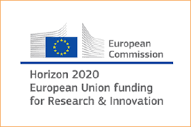 European
Commission
Horizon 2020
European Union funding
for Research & Innovation